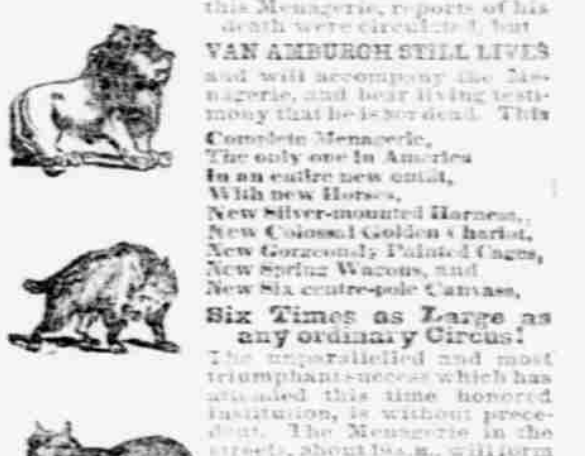 this Menagerie, reports of his
death were circulated, but
VAN AMBURGH STILL LIVES
and will accompany the Me-
nagerie, and bear living testi-
mony that he is not dead. This
Complete Menagerie,
The only one in America
In an entire new outfit,
With new Horses,
New Silver-mounted Harness,
New Colossal Golden Chariot,
New Gorgeously Painted Cages,
New Spring Wagons, and
New Six centre-pole Canvass,
Six Times as Large as
any ordinary Circus!
The unparallelled and most
triumphant success which has
attended this time honored
institution, is without prece-
dent. The Menagerie in the
streets, about a.m., will form